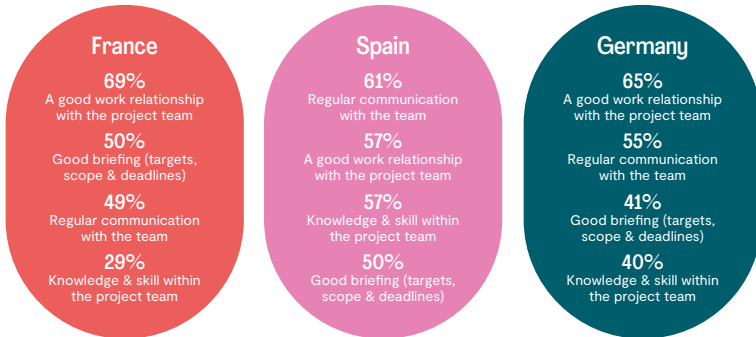 France
69%
A good work relationship
with the project team
50%
Good briefing (targets,
scope & deadlines)
49%
Regular communication
with the team
29%
Knowledge & skill within
the project team
Spain
61%
Regular communication
with the team
57%
A good work relationship
with the project team
57%
Knowledge & skill within
the project team
50%
Good briefing (targets,
scope & deadlines)
Germany
65%
A good work relationship
with the project team
55%
Regular communication
with the team
41%
Good briefing (targets,
scope & deadlines)
40%
Knowledge & skill within
the project team